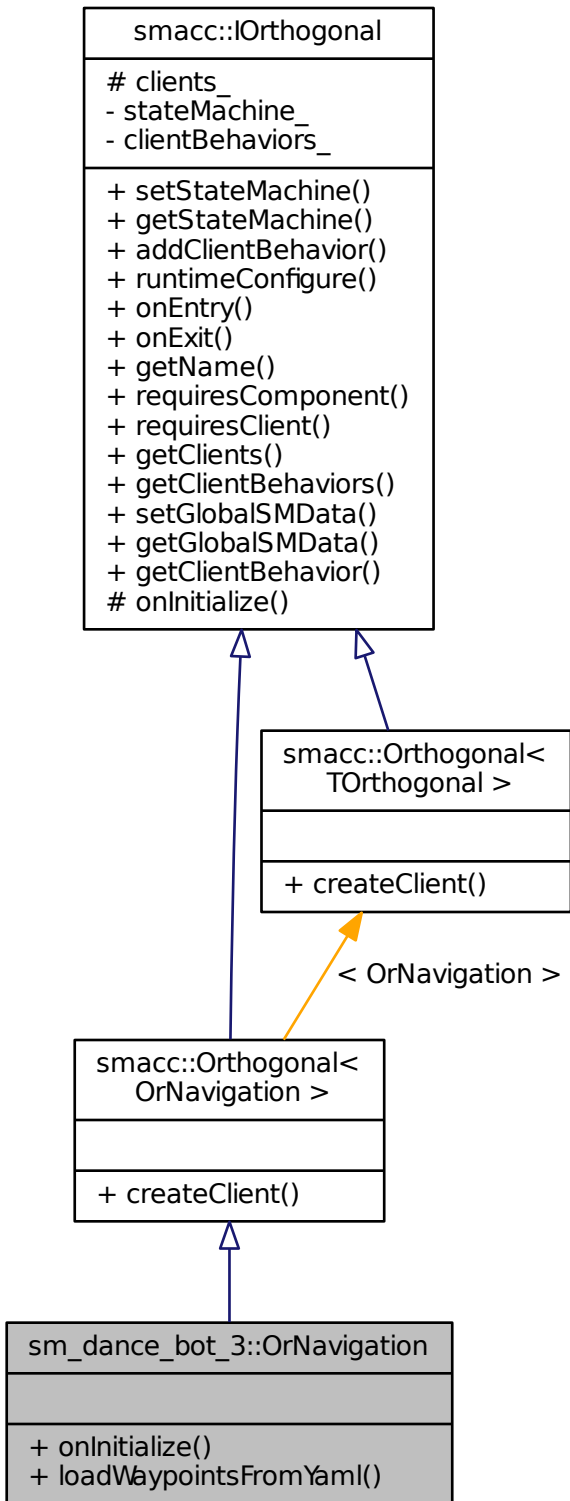 smacc::IOrthogonal
# clients_
- stateMachine_
- clientBehaviors_
+ setStateMachine()
+ getStateMachine()
+ addClientBehavior()
+ runtimeConfigure()
+ onEntry()
+ onExit()
+ getName()
+ requiresComponent()
+ requiresClient()
+ getClients()
+ getClientBehaviors()
+ setGlobalSMData()
+ getGlobalSMData()
+ getClientBehavior()
# onInitialize()
smacc::Orthogonal<
TOrthogonal >
+ createClient()
< OrNavigation >
smacc::Orthogonal<
OrNavigation >
+ createClient()
sm_dance_bot_3::OrNavigation
+ onInitialize()
+ loadWaypointsFromYaml()